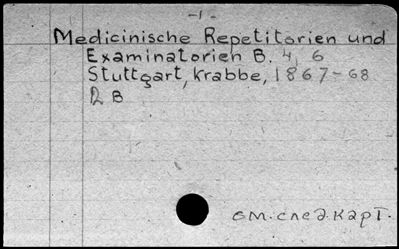 -1-
Medicinische Repetitorien und
Examinatorien B. 4, 6
Stuttgart, Krabbe, 1867-68
2 B
см. след. карт.